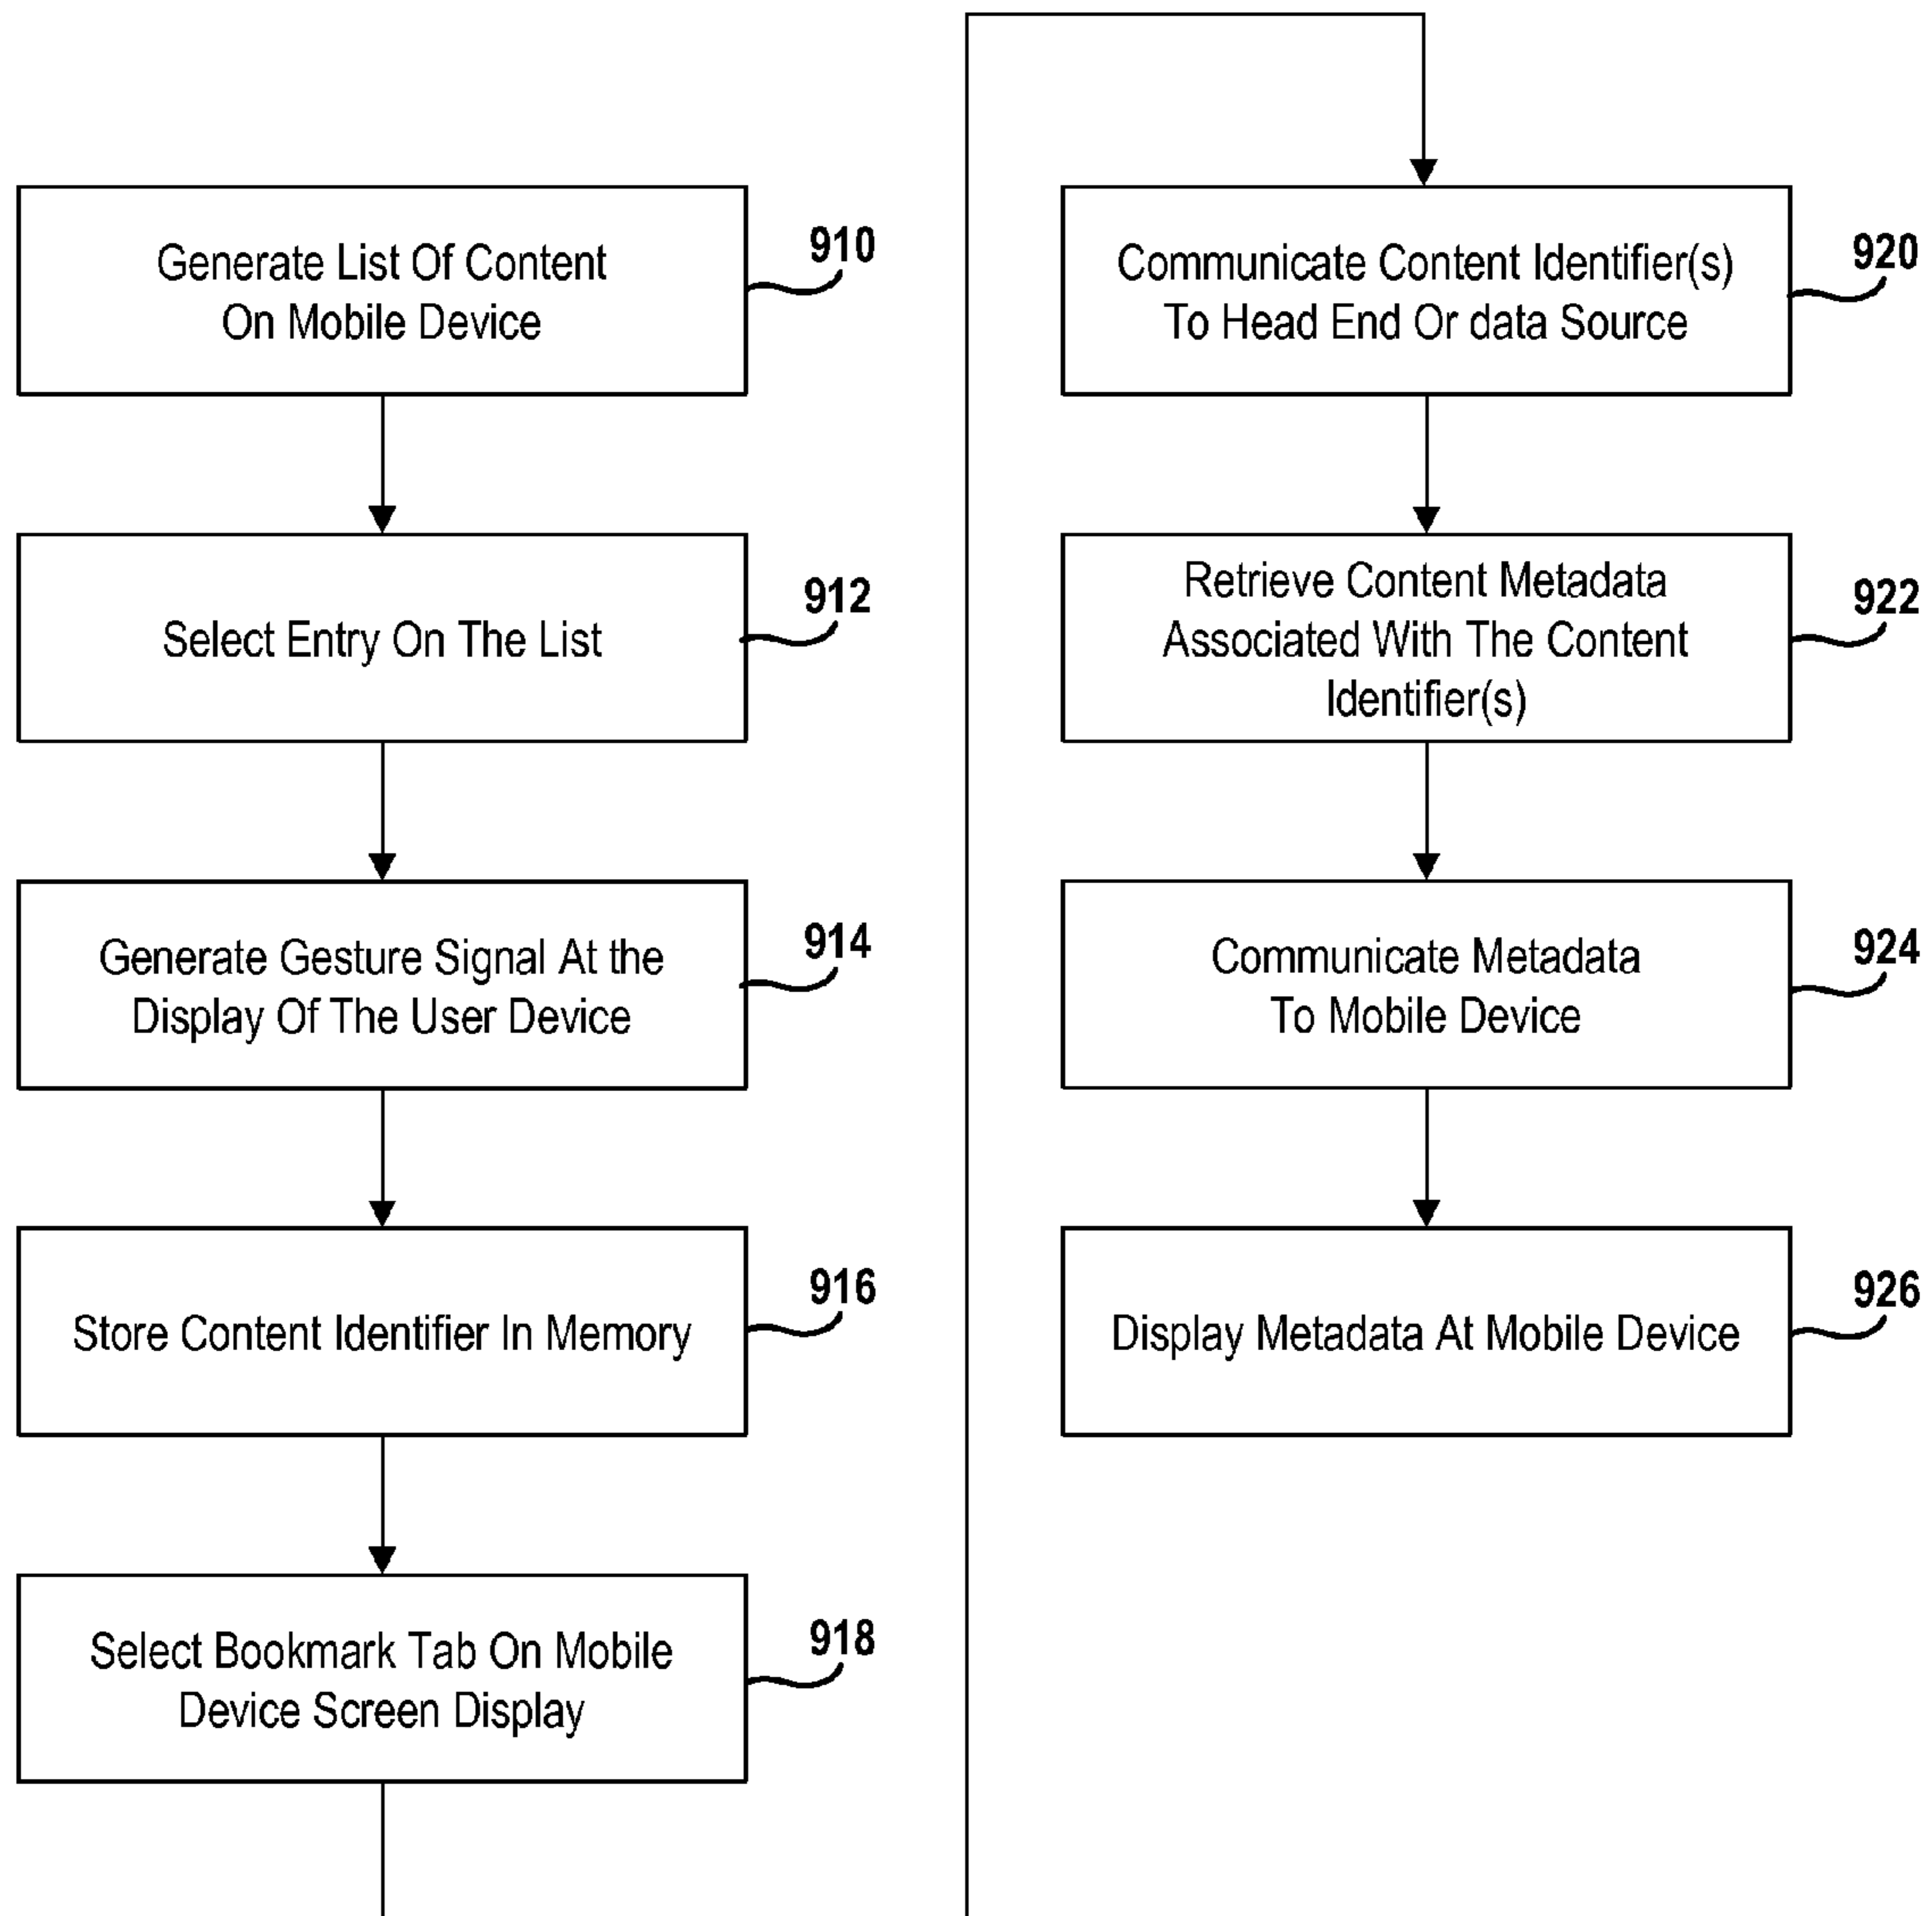 Generate List Of Content
On Mobile Device
910
Select Entry On The List
912
Generate Gesture Signal At the
Display Of The User Device
914
Store Content Identifier In Memory
916
Select Bookmark Tab On Mobile
Device Screen Display
918
Communicate Content Identifier(s)
To Head End Or data Source
920
Retrieve Content Metadata
Associated With The Content
Identifier(s)
922
Communicate Metadata
To Mobile Device
924
Display Metadata At Mobile Device
926